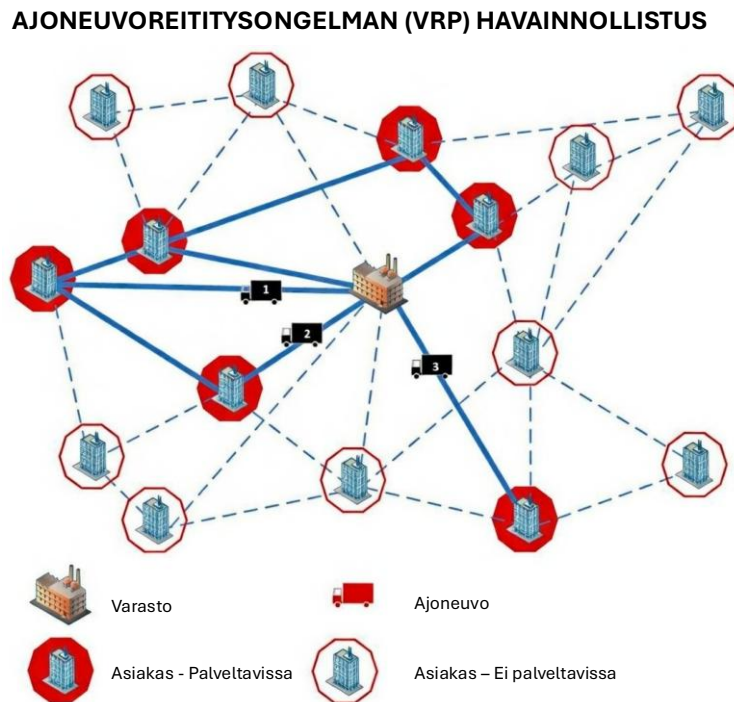 AJONEUVOREITITYSONGELMAN (VRP) HAVAINNOLLISTUS
1
2
3
Varasto
Ajoneuvo
Asiakas - Palveltavissa
Asiakas – Ei palveltavissa